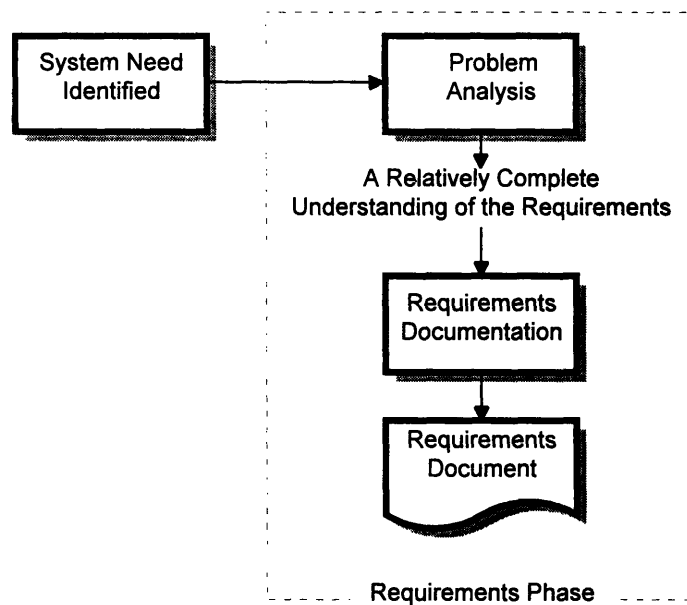 System Need
Identified
Problem
Analysis
A Relatively Complete
Understanding of the Requirements
Requirements
Documentation
Requirements
Document
Requirements Phase